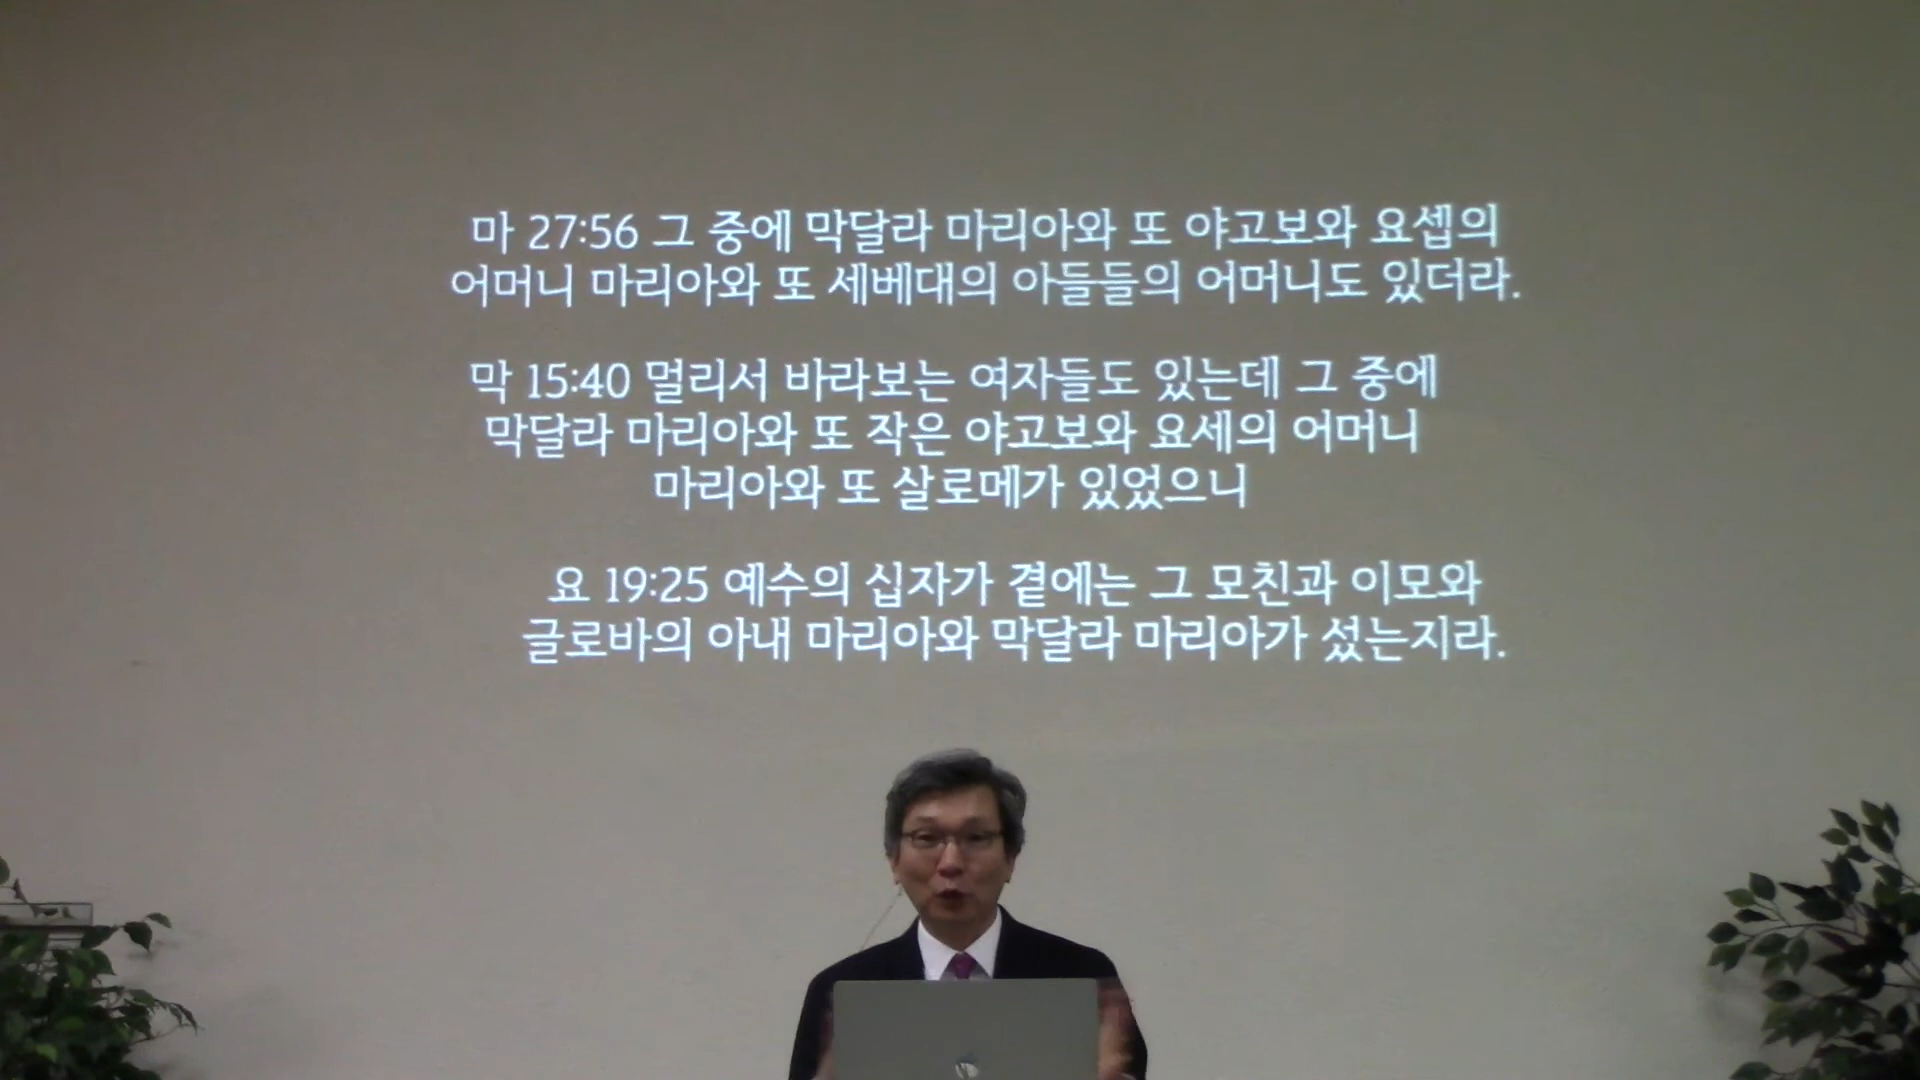 마 27:56 그 중에 막달라 마리아와 또 야고보와 요셉의
어머니 마리아와 또 세베대의 아들들의 어머니도 있더라.
막 15:40 멀리서 바라보는 여자들도 있는데 그 중에
막달라 마리아와 또 작은 야고보와 요세의 어머니
마리아와 또 살로메가 있었으니
요 19:25 예수의 십자가 곁에는 그 모친과 이모와
글로바의 아내 마리아와 막달라 마리아가 섰는지라.